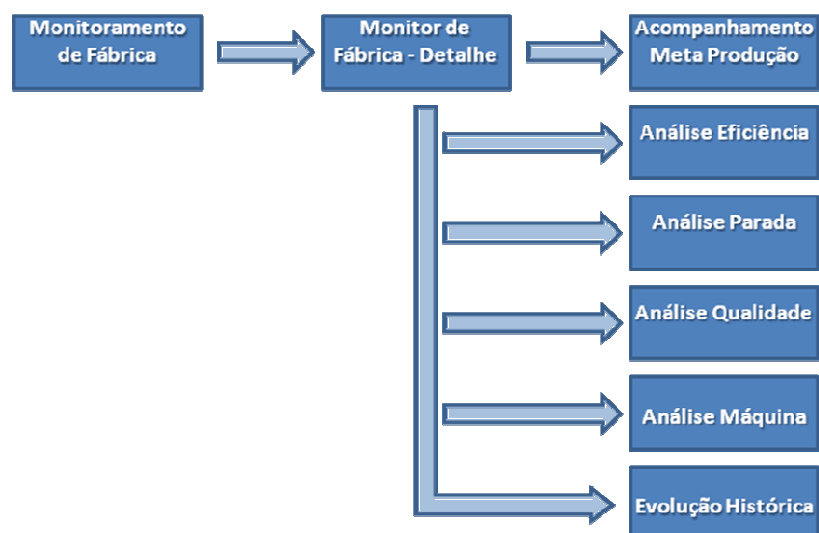 Monitoramento
de Fábrica
Monitor de
Fábrica - Detalhe
Acompanhamento
Meta Produção
Análise Eficiência
Análise Parada
Análise Qualidade
Análise Máquina
Evolução Histórica